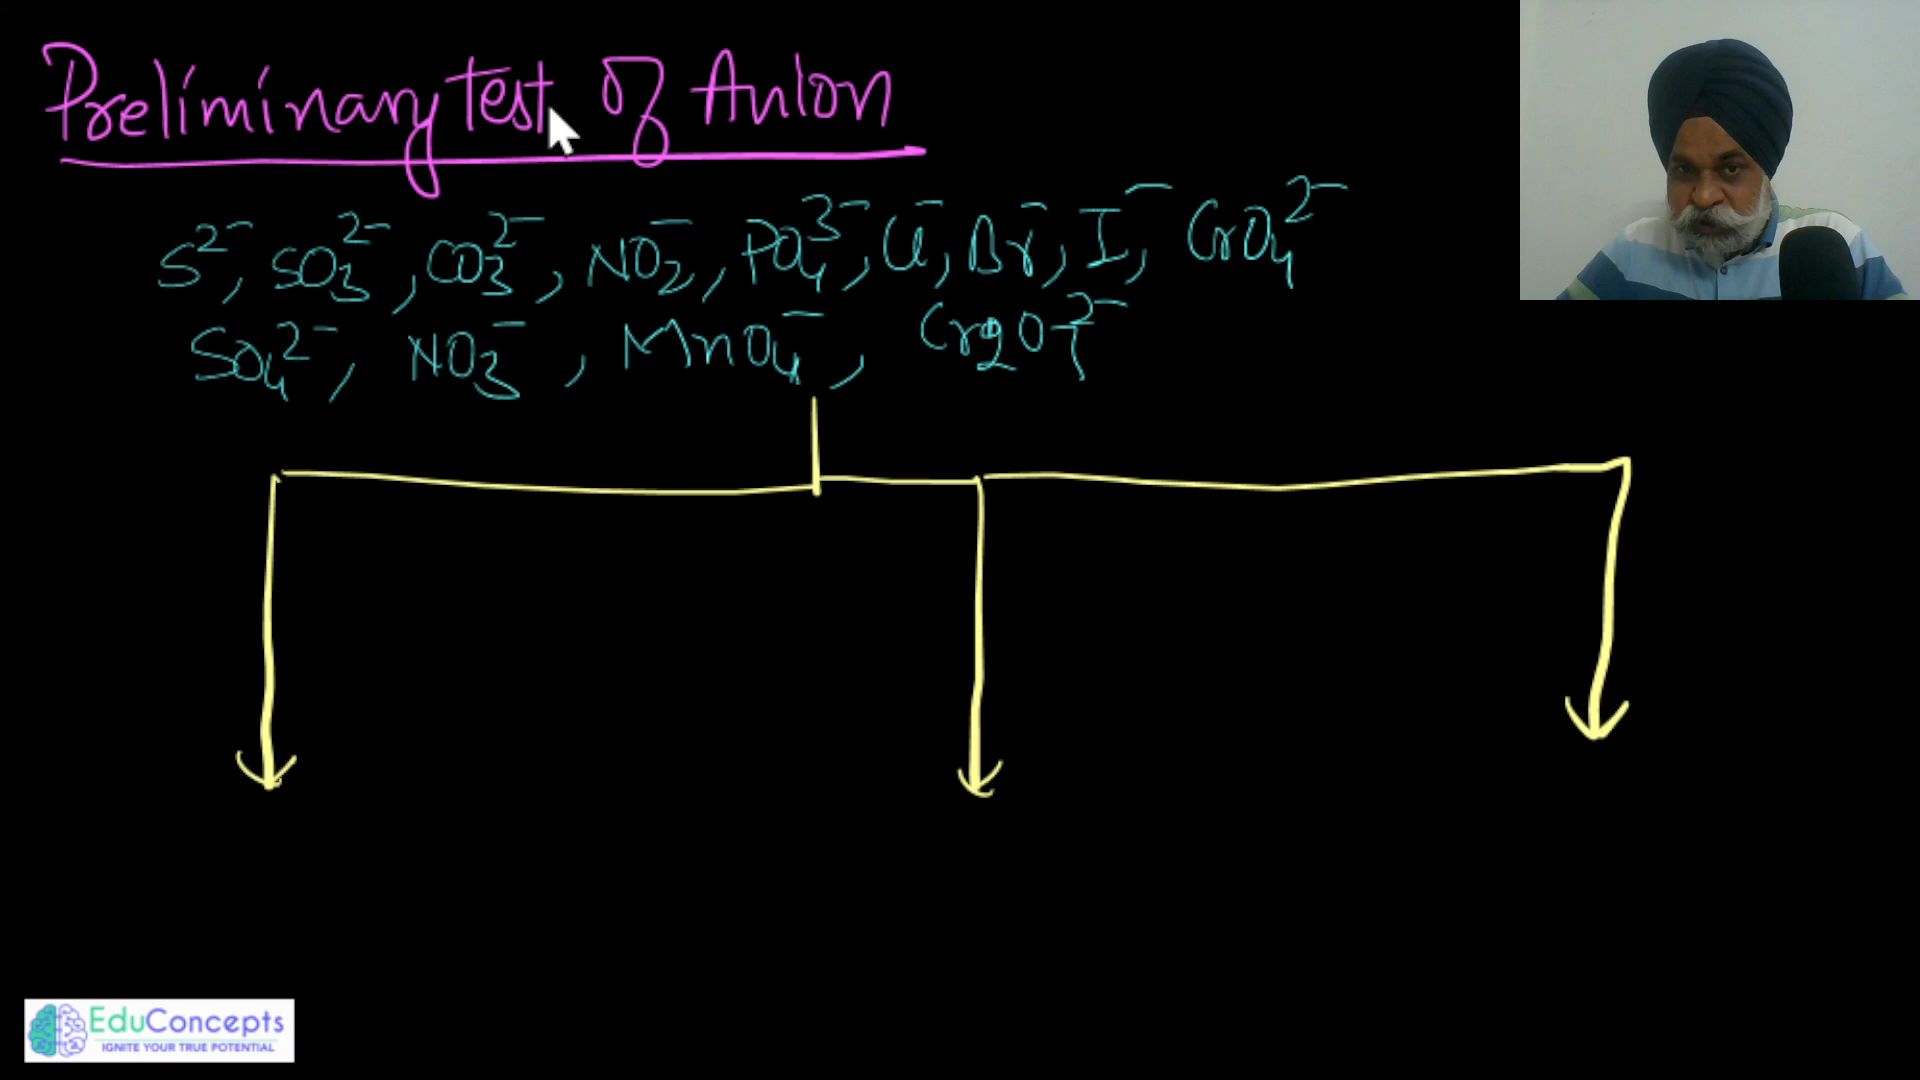 Preliminary Test of Anion
S²⁻, SO₃²⁻, CO₃²⁻, NO₂⁻, PO₄³⁻, Cl⁻, Br⁻, I⁻, CrO₄²⁻
SO₄²⁻, NO₃⁻, MnO₄⁻, Cr₂O₇²⁻
EduConcepts
IGNITE YOUR TRUE POTENTIAL